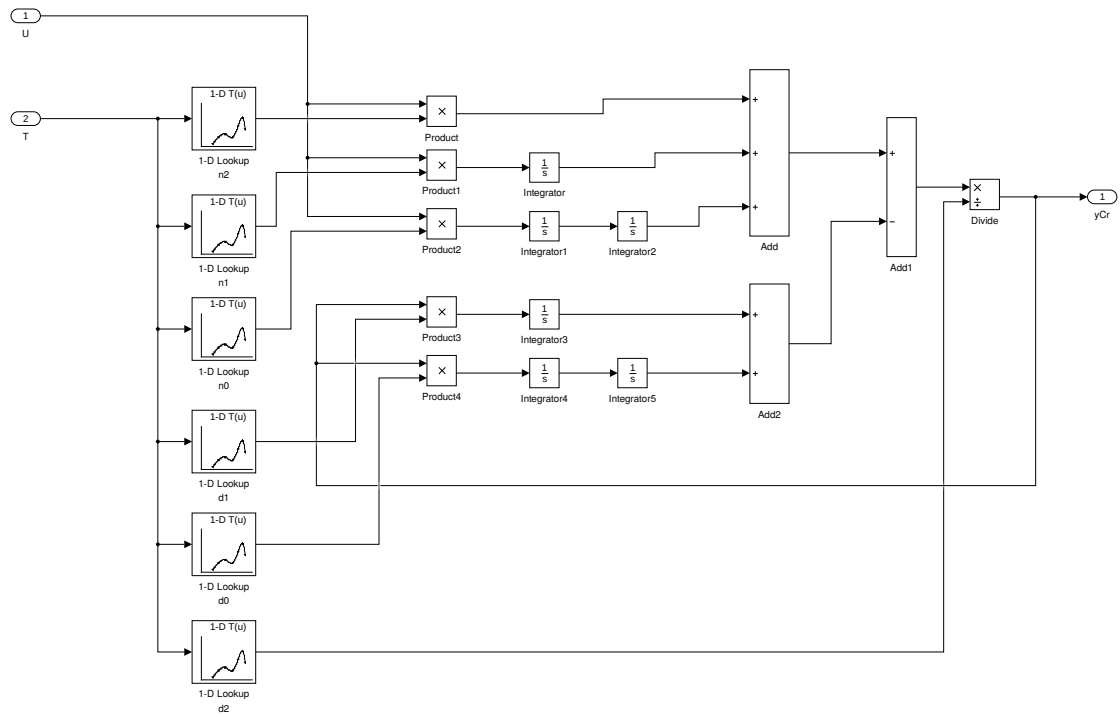 1
U
2
T
1-D T(u)
1-D Lookup
n2
1-D T(u)
1-D Lookup
n1
1-D T(u)
1-D Lookup
n0
1-D T(u)
1-D Lookup
d1
1-D T(u)
1-D Lookup
d0
1-D T(u)
1-D Lookup
d2
×
Product
×
Product1
×
Product2
×
Product3
×
Product4
1
s
Integrator
1
s
Integrator1
1
s
Integrator2
1
s
Integrator3
1
s
Integrator4
1
s
Integrator5
+
+
+
Add
+
+
Add2
+
−
Add1
×
÷
Divide
1
yCr